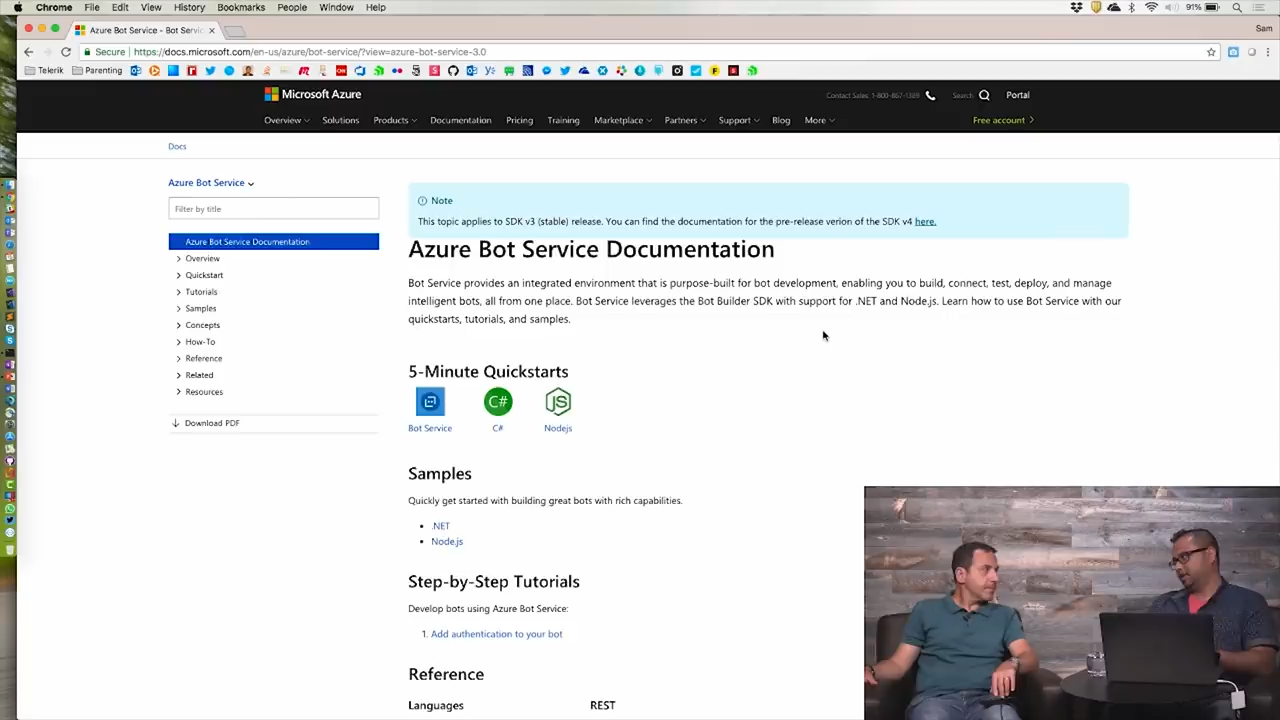 Chrome File Edit View History Bookmarks People Window Help 91%
Azure Bot Service - Bot Servic Sam
Secure https://docs.microsoft.com/en-us/azure/bot-service/?view=azure-bot-service-3.0
Telerik Parenting
Microsoft Azure Contact Sales: 1-800-867-1389 Search Portal
Overview Solutions Products Documentation Pricing Training Marketplace Partners Support Blog More Free account
Docs
Azure Bot Service
Filter by title
Azure Bot Service Documentation
Overview
Quickstart
Tutorials
Samples
Concepts
How-To
Reference
Related
Resources
Download PDF
Note
This topic applies to SDK v3 (stable) release. You can find the documentation for the pre-release verion of the SDK v4 here.
Azure Bot Service Documentation
Bot Service provides an integrated environment that is purpose-built for bot development, enabling you to build, connect, test, deploy, and manage
intelligent bots, all from one place. Bot Service leverages the Bot Builder SDK with support for .NET and Node.js. Learn how to use Bot Service with our
quickstarts, tutorials, and samples.
5-Minute Quickstarts
C# JS
Bot Service C# Nodejs
Samples
Quickly get started with building great bots with rich capabilities.
.NET
Node.js
Step-by-Step Tutorials
Develop bots using Azure Bot Service:
1. Add authentication to your bot
Reference
Languages REST